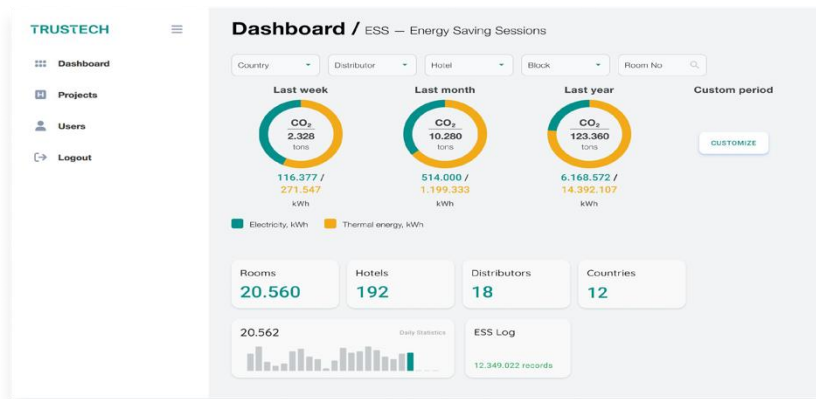 TRUSTECH
Dashboard
Projects
Users
Logout
Dashboard / ESS — Energy Saving Sessions
Country
Distributor
Hotel
Block
Room No
Last week
CO₂
2.328
tons
116.377 /
271.547
kWh
Last month
CO₂
10.280
tons
514.000 /
1.199.333
kWh
Last year
CO₂
123.360
tons
6.168.572 /
14.392.107
kWh
Custom period
CUSTOMIZE
Electricity, kWh
Thermal energy, kWh
Rooms
20.560
Hotels
192
Distributors
18
Countries
12
20.562
Daily Statistics
ESS Log
12.349.022 records